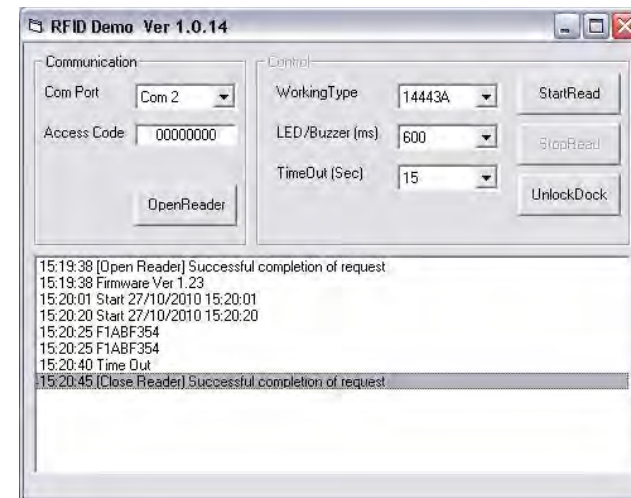 RFID Demo Ver 1.0.14
Communication
Com Port
Com 2
Access Code
00000000
OpenReader
Control
WorkingType
14443A
LED/Buzzer (ms)
600
TimeOut (Sec)
15
StartRead
StopRead
UnlockDock
15:19:38 [Open Reader] Successful completion of request
15:19:38 Firmware Ver 1.23
15:20:01 Start 27/10/2010 15:20:01
15:20:20 Start 27/10/2010 15:20:20
15:20:25 F1ABF354
15:20:25 F1ABF354
15:20:40 Time Out
15:20:45 [Close Reader] Successful completion of request